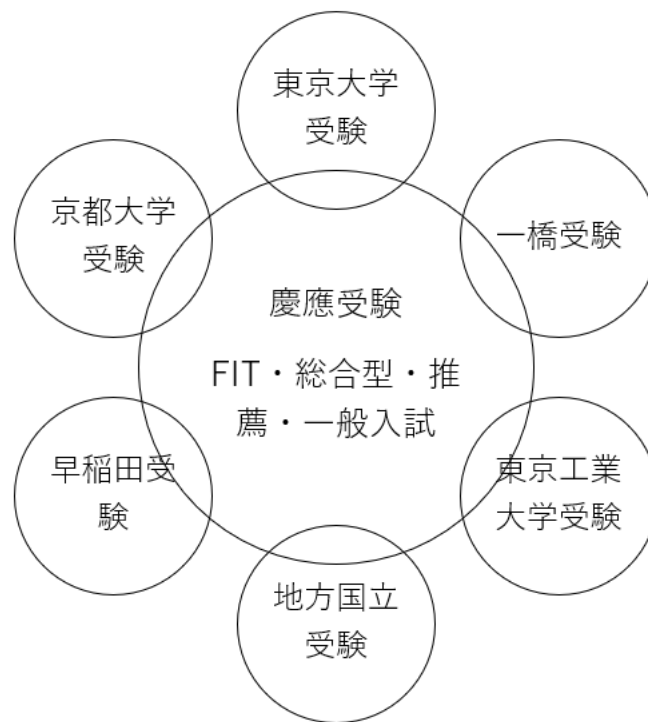 東京大学
受験
京都大学
受験
一橋受験
慶應受験
FIT・総合型・推
薦・一般入試
早稲田受
験
東京工業
大学受験
地方国立
受験